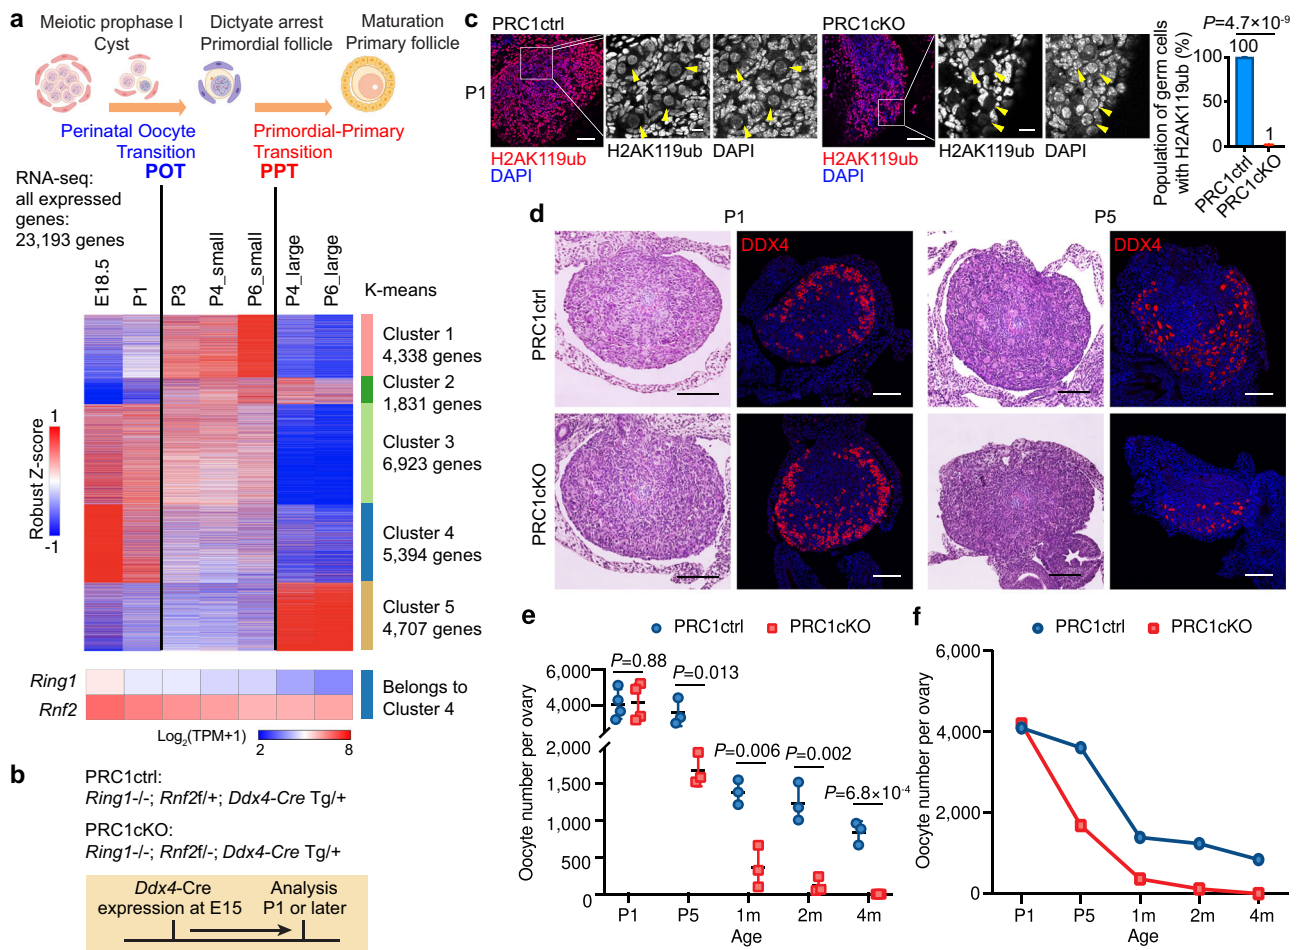 a
Meiotic prophase I
Cyst
Dictyate arrest
Primordial follicle
Maturation
Primary follicle
Perinatal Oocyte
Transition
POT
Primordial-Primary
Transition
PPT
RNA-seq:
all expressed
genes:
23,193 genes
E18.5
P1
P3
P4_small
P6_small
P4_large
P6_large
K-means
Cluster 1
4,338 genes
Cluster 2
1,831 genes
Cluster 3
6,923 genes
Cluster 4
5,394 genes
Cluster 5
4,707 genes
Robust Z-score
1
-1
Ring1
Rnf2
Belongs to
Cluster 4
Log2(TPM+1)
2
8
b
PRC1ctrl:
Ring1-/-; Rnf2f/+; Ddx4-Cre Tg/+
PRC1cKO:
Ring1-/-; Rnf2f/-; Ddx4-Cre Tg/+
Ddx4-Cre
expression at E15
Analysis
P1 or later
c
PRC1ctrl
PRC1cKO
P1
H2AK119ub
DAPI
H2AK119ub
DAPI
H2AK119ub
DAPI
H2AK119ub
DAPI
Population of germ cells
with H2AK119ub (%)
P=4.7×10-9
100
1
100
50
0
PRC1ctrl
PRC1cKO
d
P1
P5
DDX4
DDX4
PRC1ctrl
PRC1cKO
e
PRC1ctrl
PRC1cKO
Oocyte number per ovary
6,000
4,000
2,000
1,500
1,000
500
0
P=0.88
P=0.013
P=0.006
P=0.002
P=6.8×10-4
P1
P5
1m
2m
4m
Age
f
PRC1ctrl
PRC1cKO
Oocyte number per ovary
6,000
4,000
2,000
0
P1
P5
1m
2m
4m
Age